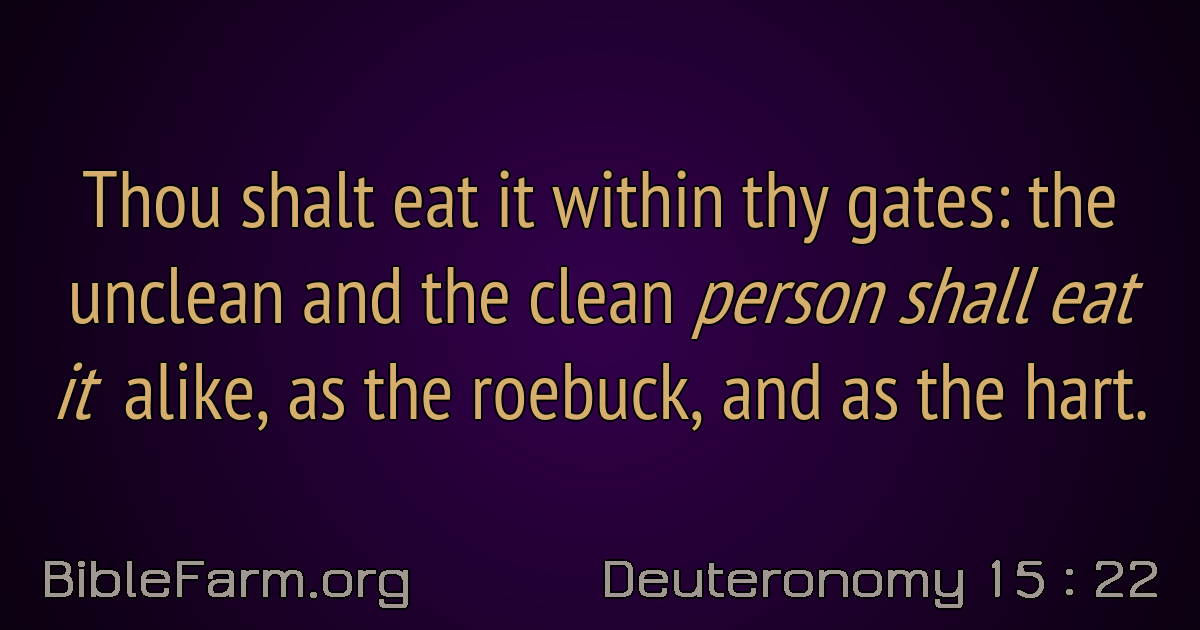 Thou shalt eat it within thy gates: the
unclean and the clean person shall eat
it alike, as the roebuck, and as the hart.
BibleFarm.org
Deuteronomy 15 : 22